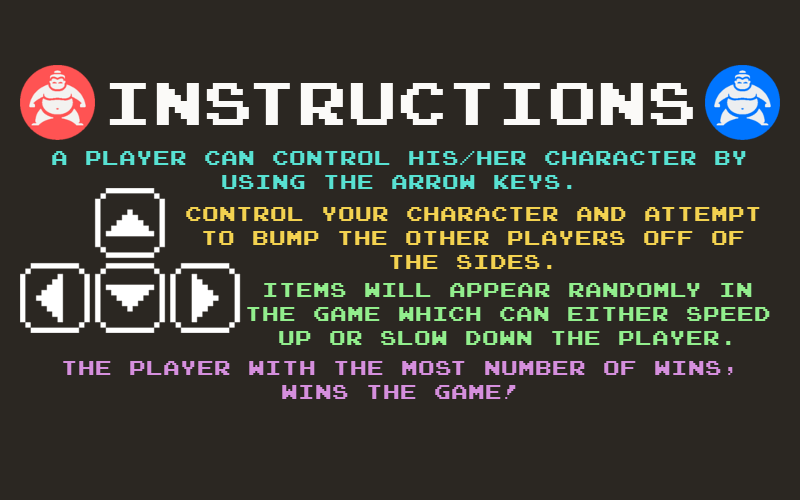 INSTRUCTIONS
A PLAYER CAN CONTROL HIS/HER CHARACTER BY
USING THE ARROW KEYS.
CONTROL YOUR CHARACTER AND ATTEMPT
TO BUMP THE OTHER PLAYERS OFF OF
THE SIDES.
ITEMS WILL APPEAR RANDOMLY IN
THE GAME WHICH CAN EITHER SPEED
UP OR SLOW DOWN THE PLAYER.
THE PLAYER WITH THE MOST NUMBER OF WINS,
WINS THE GAME!